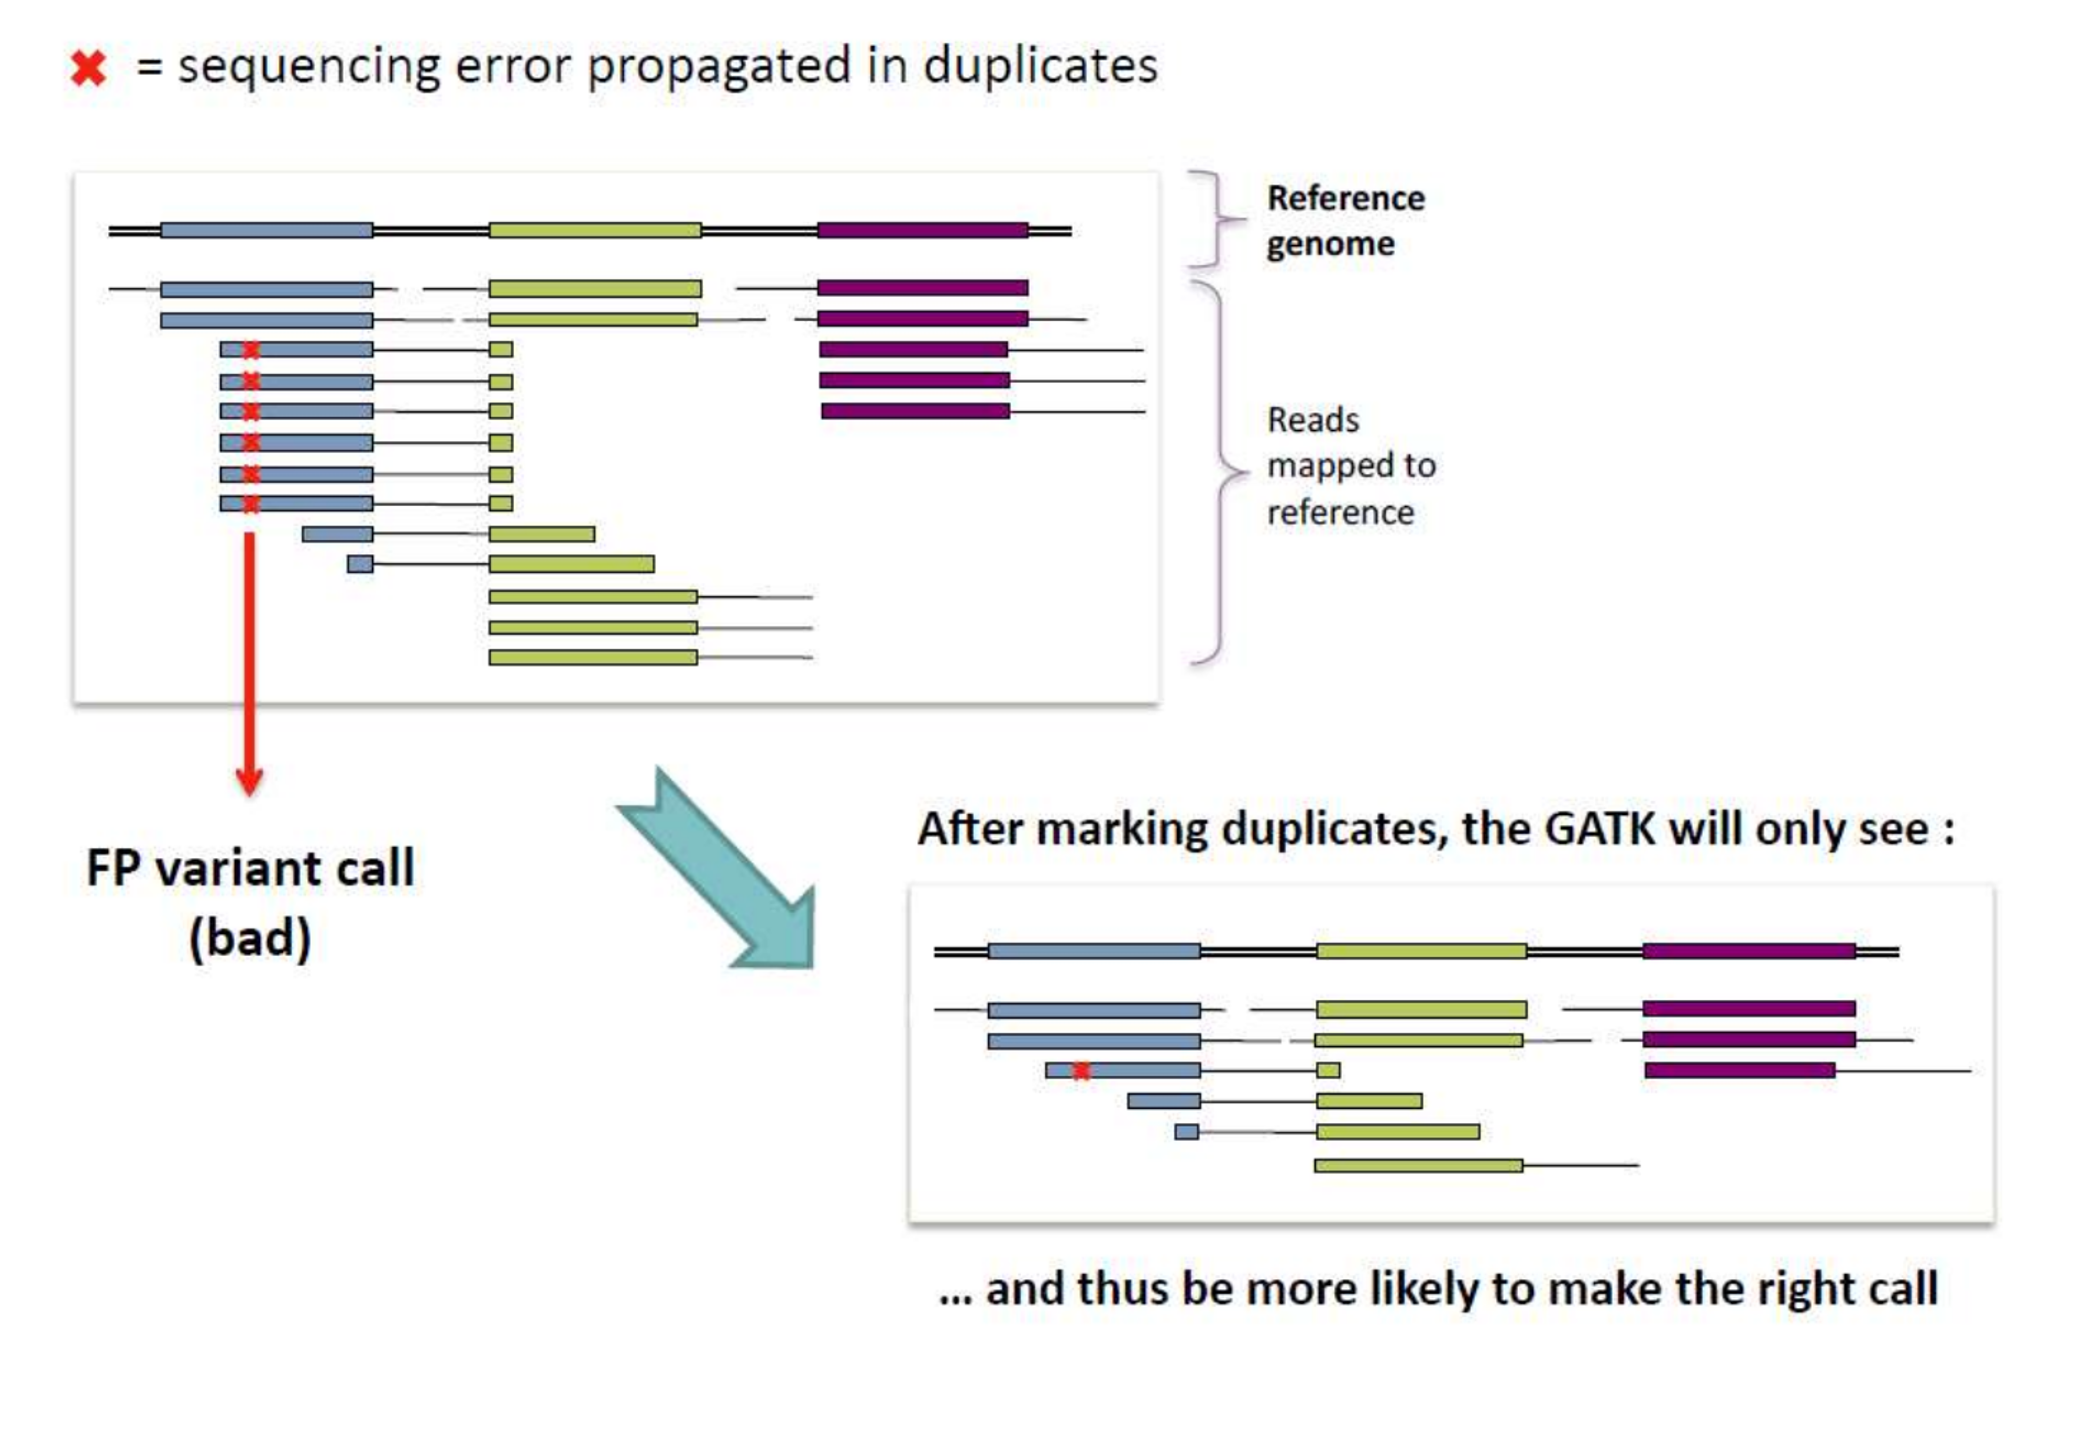 = sequencing error propagated in duplicates
Reference
genome
Reads
mapped to
reference
FP variant call
(bad)
After marking duplicates, the GATK will only see :
... and thus be more likely to make the right call